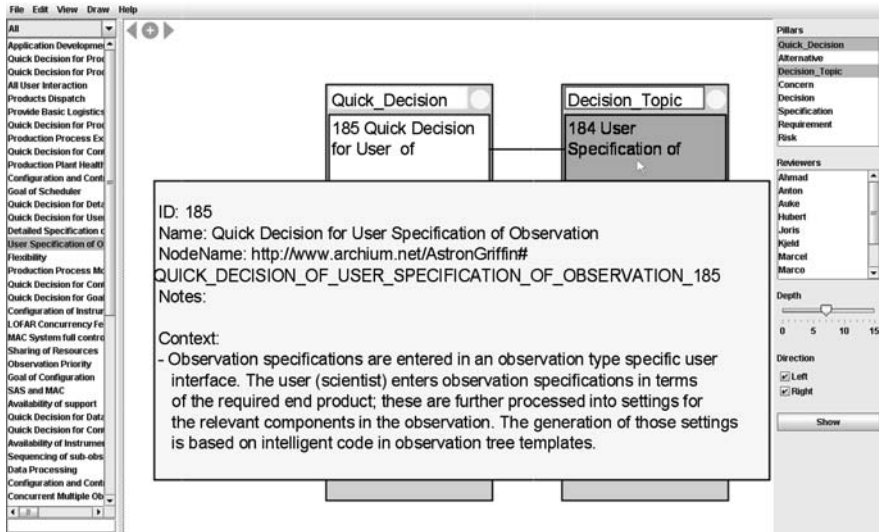 File Edit View Draw Help
All
Application Developmen
Quick Decision for Proc
Quick Decision for Proc
All User Interaction
Products Dispatch
Provide Basic Logistics
Quick Decision for Proc
Production Process Ex
Quick Decision for Cont
Production Plant Health
Configuration and Conti
Goal of Scheduler
Quick Decision for Deta
Quick Decision for User
Detailed Specification o
User Specification of O
Flexibility
Production Process Mo
Quick Decision for Cont
Quick Decision for Goal
Configuration of Instrur
LOFAR Concurrency Fe
MAC System full contro
Sharing of Resources
Observation Priority
Goal of Configuration
SAS and MAC
Availability of support
Quick Decision for Data
Quick Decision for Cont
Availability of Instrumen
Sequencing of sub-obs
Data Processing
Configuration and Conti
Concurrent Multiple Ob
Quick_Decision
185 Quick Decision
for User of
Decision_Topic
184 User
Specification of
ID: 185
Name: Quick Decision for User Specification of Observation
NodeName: http://www.archium.net/AstronGriffin#
QUICK_DECISION_OF_USER_SPECIFICATION_OF_OBSERVATION_185
Notes:
Context:
- Observation specifications are entered in an observation type specific user
interface. The user (scientist) enters observation specifications in terms
of the required end product; these are further processed into settings for
the relevant components in the observation. The generation of those settings
is based on intelligent code in observation tree templates.
Pillars
Quick_Decision
Alternative
Decision_Topic
Concern
Decision
Specification
Requirement
Risk
Reviewers
Ahmad
Anton
Auke
Hubert
Joris
Kjeld
Marcel
Marco
Depth
0 5 10 15
Direction
Left
Right
Show